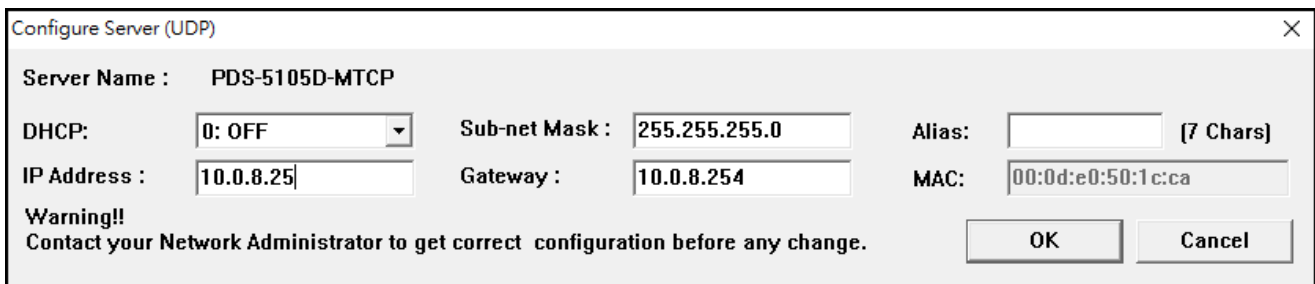 Configure Server (UDP)
Server Name : PDS-5105D-MTCP
DHCP: 0: OFF Sub-net Mask : 255.255.255.0 Alias: (7 Chars)
IP Address : 10.0.8.25 Gateway : 10.0.8.254 MAC: 00:0d:e0:50:1c:ca
Warning!!
Contact your Network Administrator to get correct configuration before any change.
OK Cancel